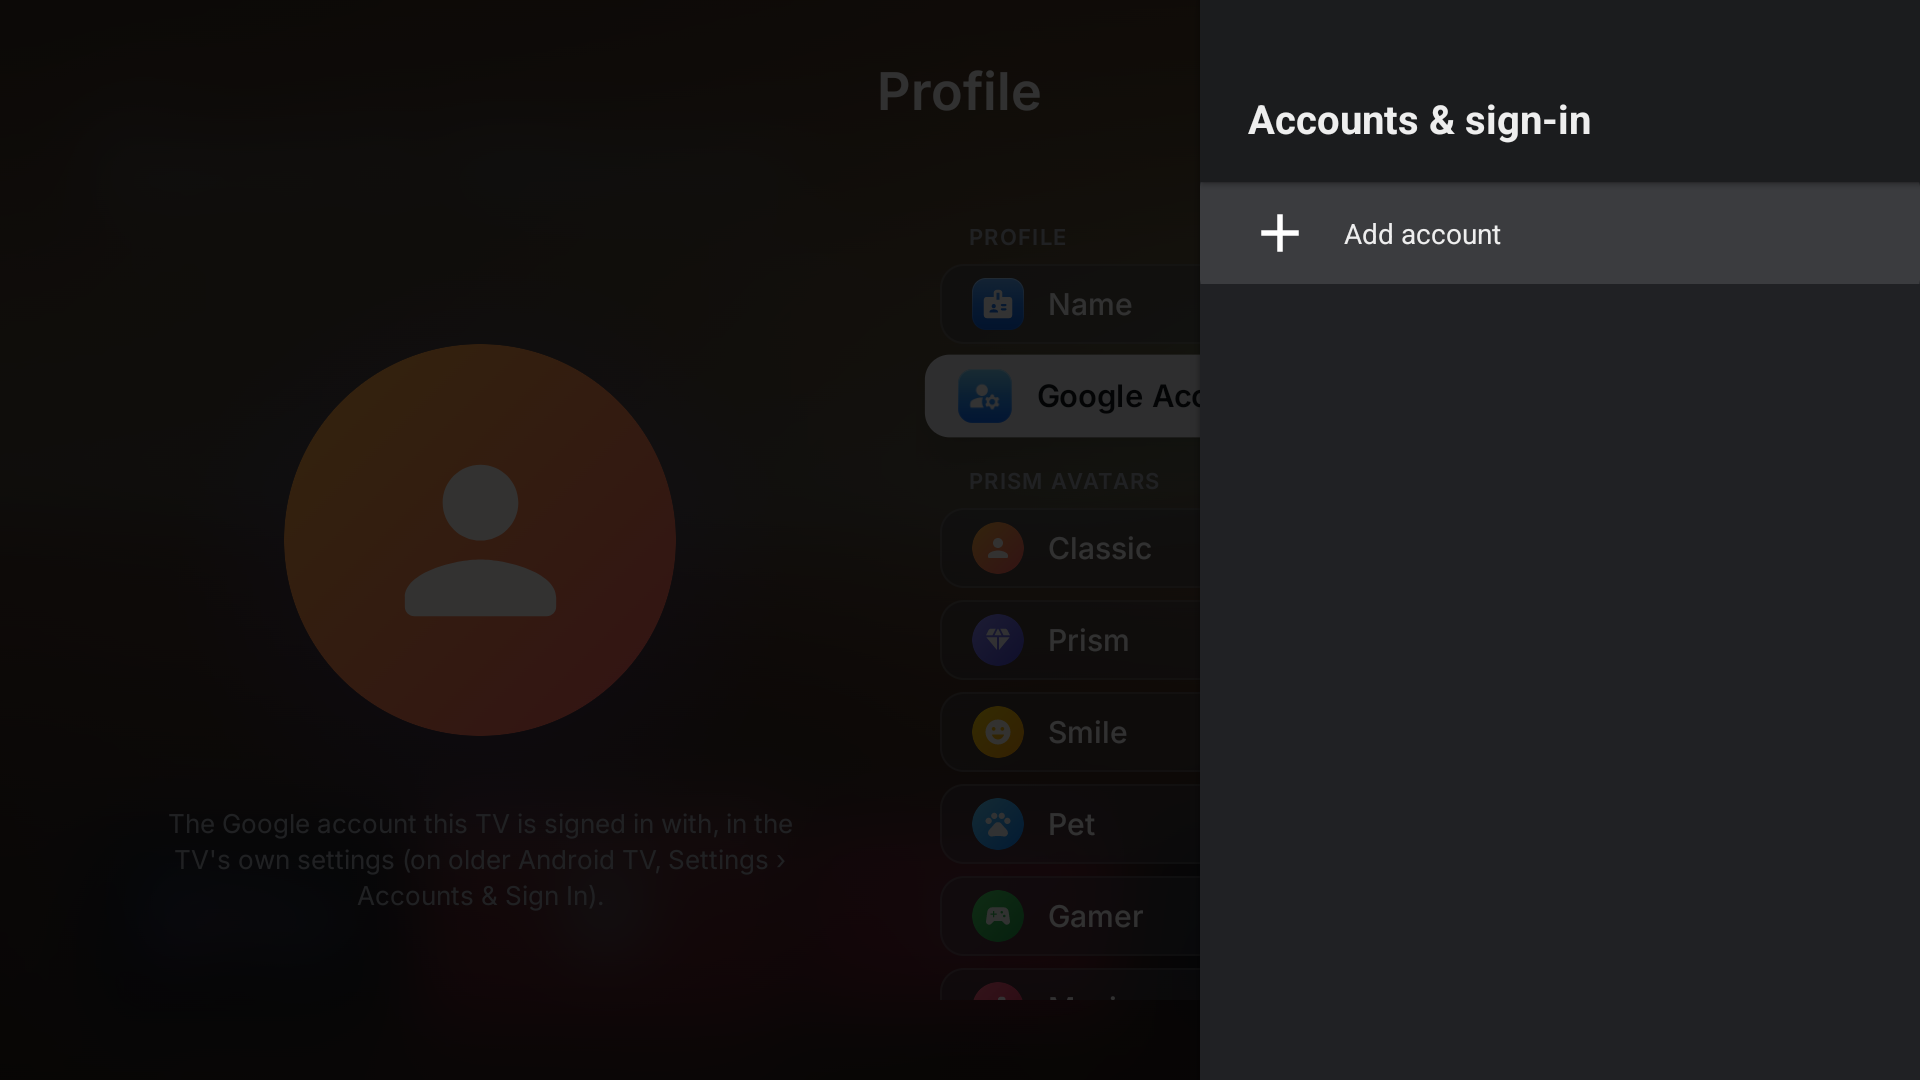 Profile
PROFILE
Name
Google Acc
PRISM AVATARS
Classic
Prism
Smile
Pet
Gamer
The Google account this TV is signed in with, in the
TV's own settings (on older Android TV, Settings ›
Accounts & Sign In).
Accounts & sign-in
Add account